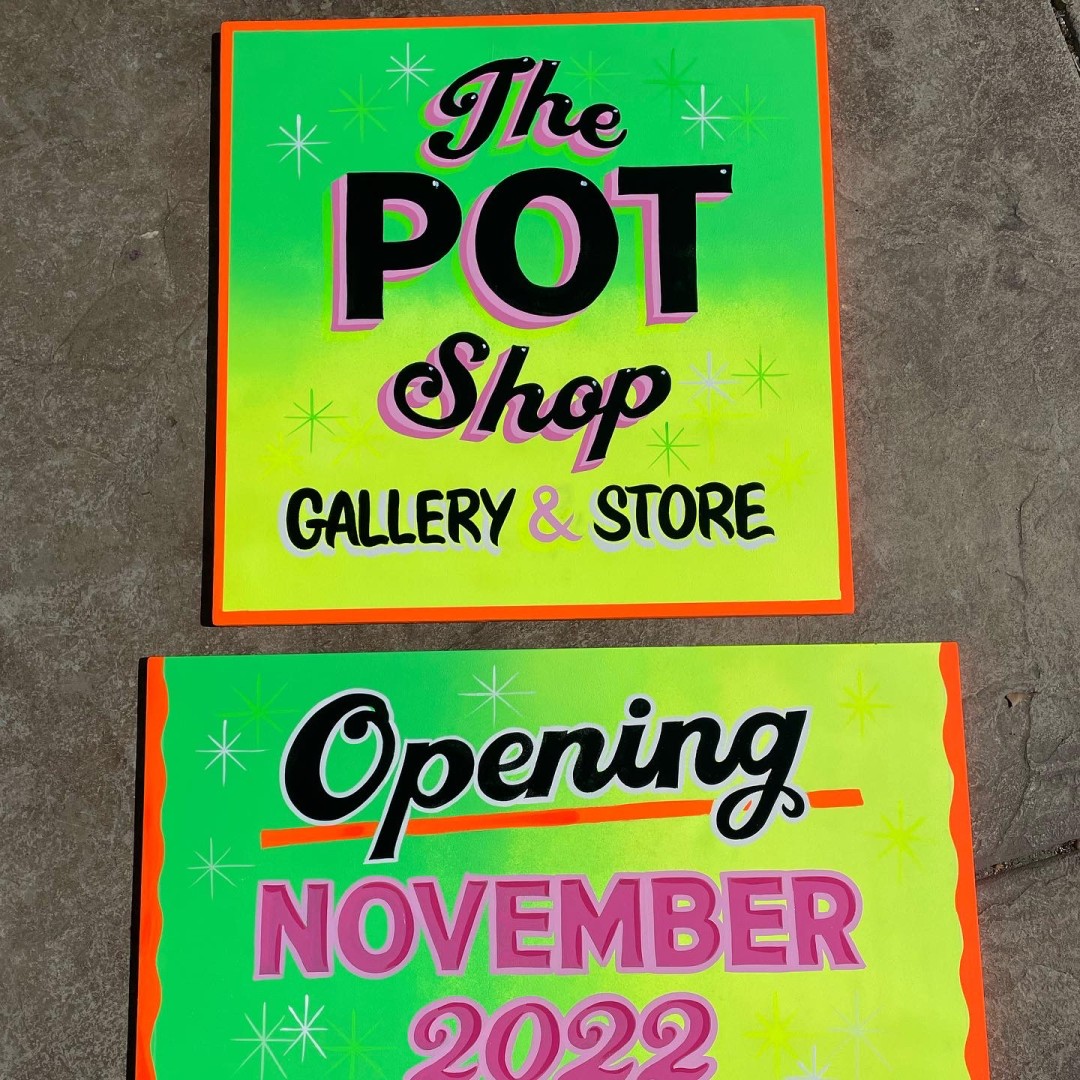 The
POT
Shop
GALLERY & STORE
Opening
NOVEMBER
2022